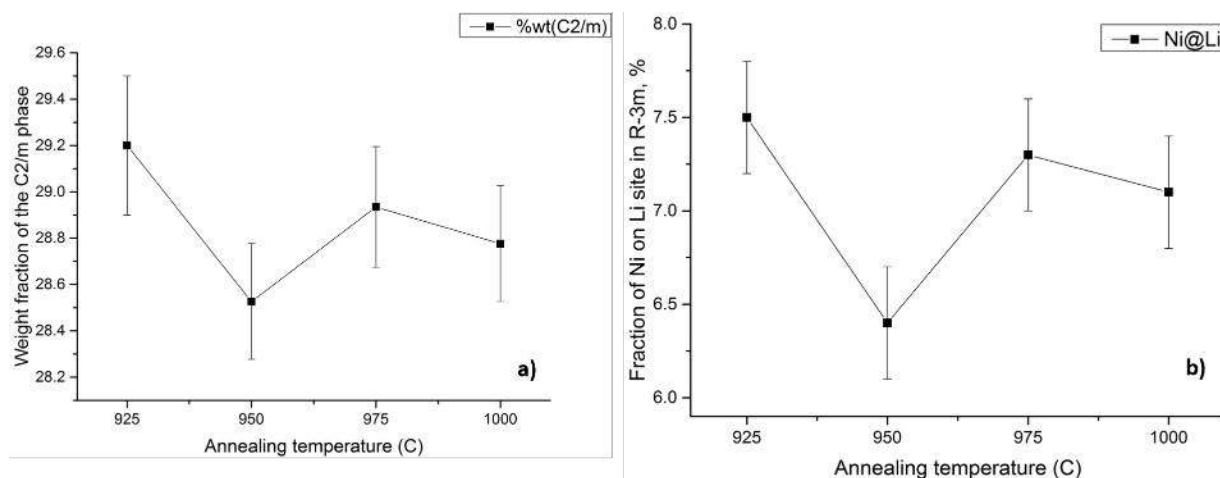 %wt(C2/m)
29.6
29.4
29.2
29.0
28.8
28.6
28.4
28.2
Weight fraction of the C2/m phase
925 950 975 1000
Annealing temperature (C)
a)
Ni@Li
8.0
7.5
7.0
6.5
6.0
Fraction of Ni on Li site in R-3m, %
925 950 975 1000
Annealing temperature (C)
b)